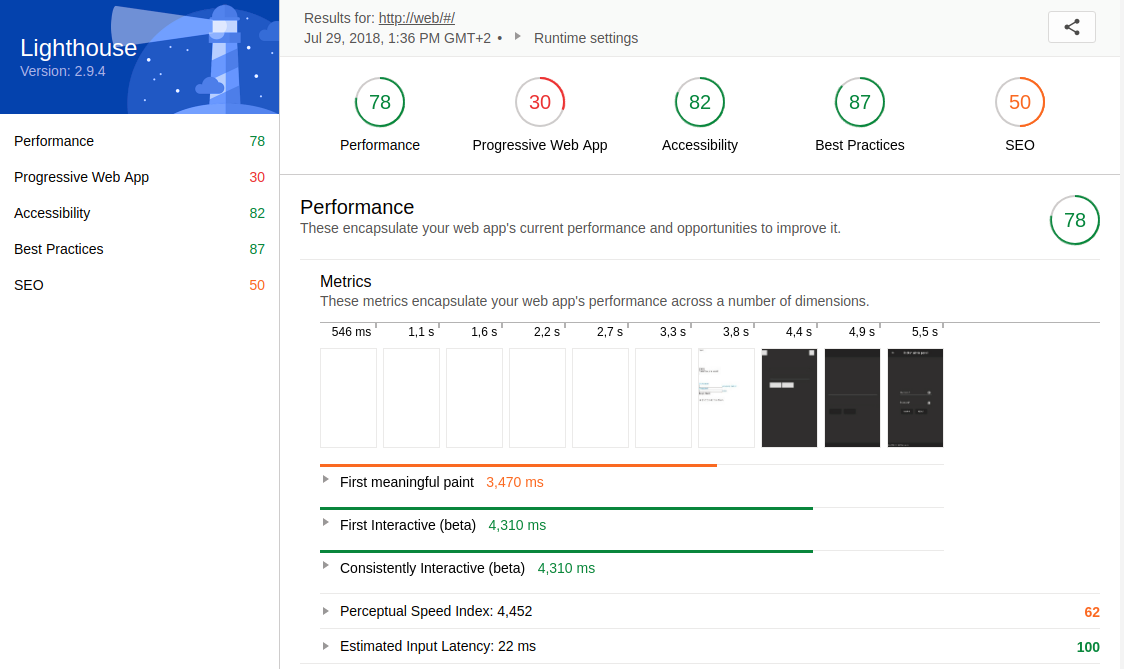 Lighthouse
Version: 2.9.4
Performance 78
Progressive Web App 30
Accessibility 82
Best Practices 87
SEO 50
Results for: http://web/#/
Jul 29, 2018, 1:36 PM GMT+2 • Runtime settings
78 30 82 87 50
Performance Progressive Web App Accessibility Best Practices SEO
Performance
These encapsulate your web app's current performance and opportunities to improve it.
78
Metrics
These metrics encapsulate your web app's performance across a number of dimensions.
546 ms 1,1 s 1,6 s 2,2 s 2,7 s 3,3 s 3,8 s 4,4 s 4,9 s 5,5 s
First meaningful paint 3,470 ms
First Interactive (beta) 4,310 ms
Consistently Interactive (beta) 4,310 ms
Perceptual Speed Index: 4,452 62
Estimated Input Latency: 22 ms 100